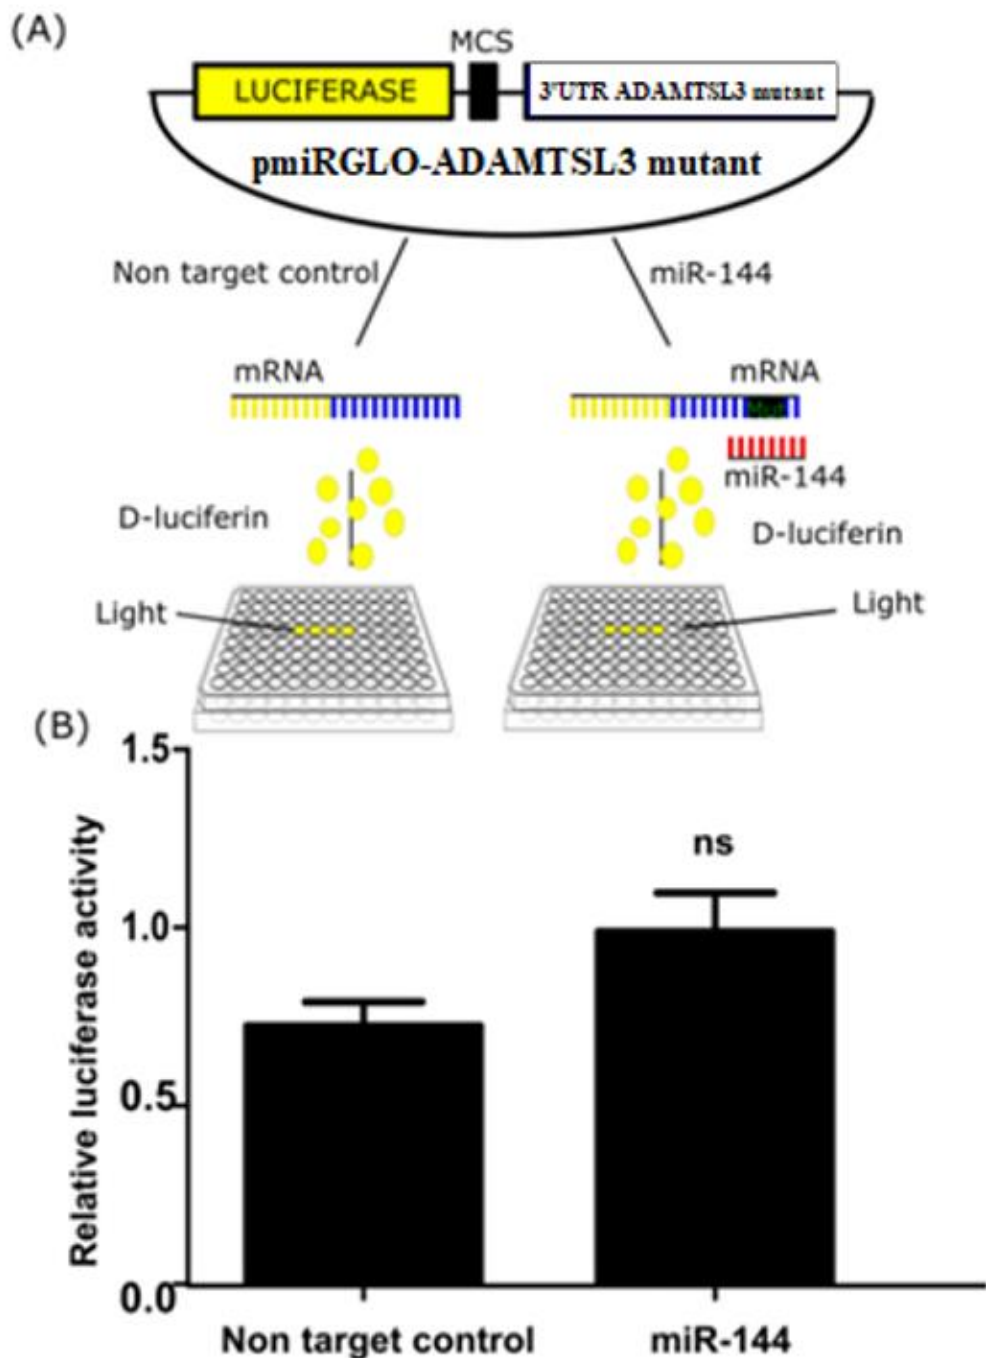 (A)
MCS
LUCIFERASE
3'UTR ADAMTSL3 mutant
pmiRGLO-ADAMTSL3 mutant
Non target control
miR-144
mRNA
mRNA
Mut
miR-144
D-luciferin
D-luciferin
Light
Light
(B)
1.5
1.0
0.5
0.0
Relative luciferase activity
ns
Non target control
miR-144